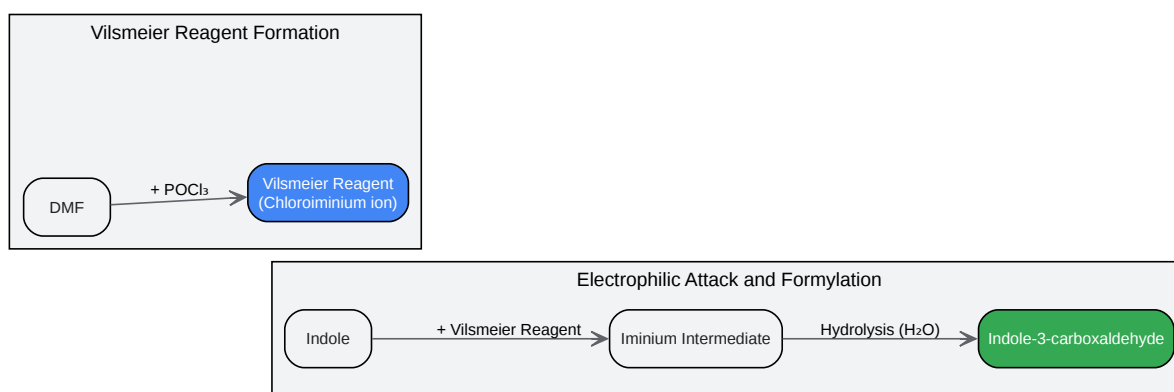 Vilsmeier Reagent Formation
DMF
+ POCl₃
Vilsmeier Reagent
(Chloroiminium ion)
Electrophilic Attack and Formylation
Indole
+ Vilsmeier Reagent
Iminium Intermediate
Hydrolysis (H₂O)
Indole-3-carboxaldehyde